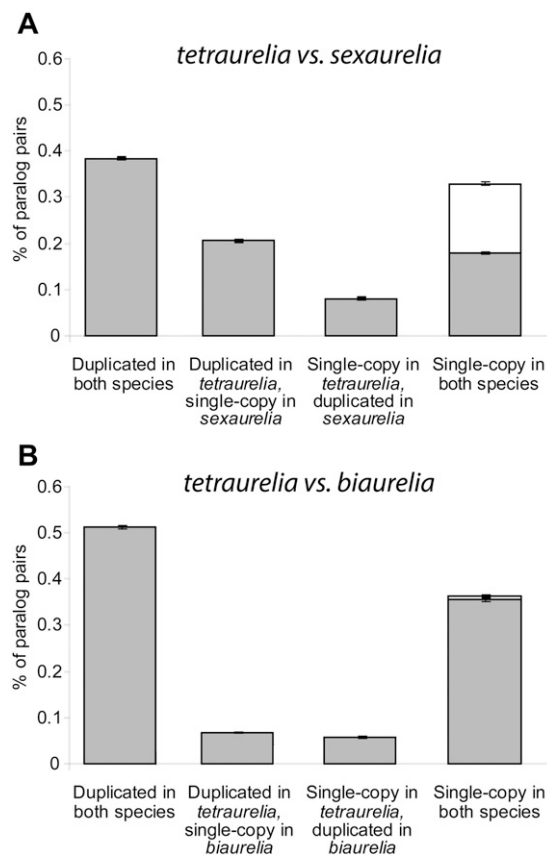 A
tetraurelia vs. sexaurelia
% of paralog pairs
0.6
0.5
0.4
0.3
0.2
0.1
0
Duplicated in
both species
Duplicated in
tetraurelia,
single-copy in
sexaurelia
Single-copy in
tetraurelia,
duplicated in
sexaurelia
Single-copy in
both species
B
tetraurelia vs. biaurelia
% of paralog pairs
0.6
0.5
0.4
0.3
0.2
0.1
0
Duplicated in
both species
Duplicated in
tetraurelia,
single-copy in
biaurelia
Single-copy in
tetraurelia,
duplicated in
biaurelia
Single-copy in
both species